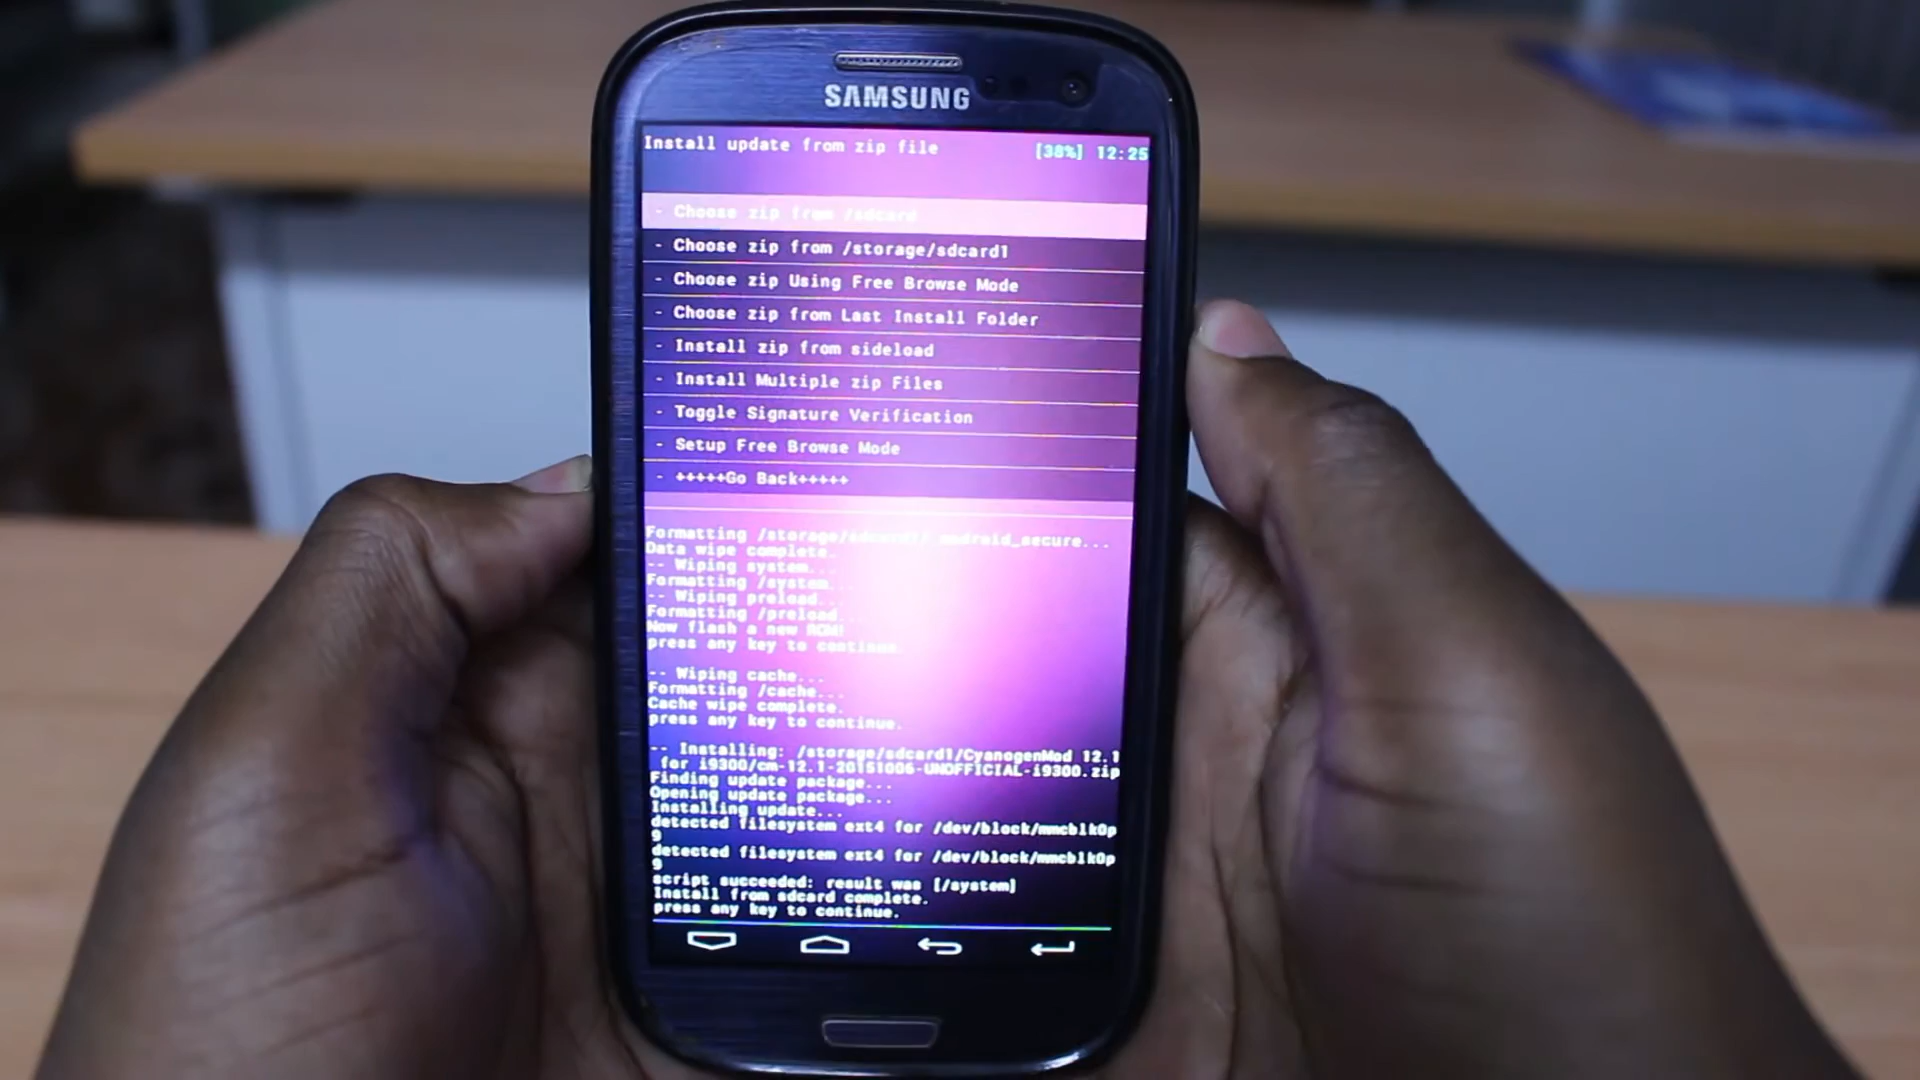 SAMSUNG
Install update from zip file [38%] 12:25
- Choose zip from /sdcard
- Choose zip from /storage/sdcard1
- Choose zip Using Free Browse Mode
- Choose zip from Last Install Folder
- Install zip from sideload
- Install Multiple zip Files
- Toggle Signature Verification
- Setup Free Browse Mode
- +++++Go Back+++++
Formatting /storage/sdcard1/.android_secure...
Data wipe complete.
-- Wiping system...
Formatting /system...
-- Wiping preload...
Formatting /preload...
Now flash a new ROM!
press any key to continue.
-- Wiping cache...
Formatting /cache...
Cache wipe complete.
press any key to continue.
-- Installing: /storage/sdcard1/CyanogenMod 12.1
for i9300/cm-12.1-20151006-UNOFFICIAL-i9300.zip
Finding update package...
Opening update package...
Installing update...
detected filesystem ext4 for /dev/block/mmcblk0p
9
detected filesystem ext4 for /dev/block/mmcblk0p
9
script succeeded: result was [/system]
Install from sdcard complete.
press any key to continue.